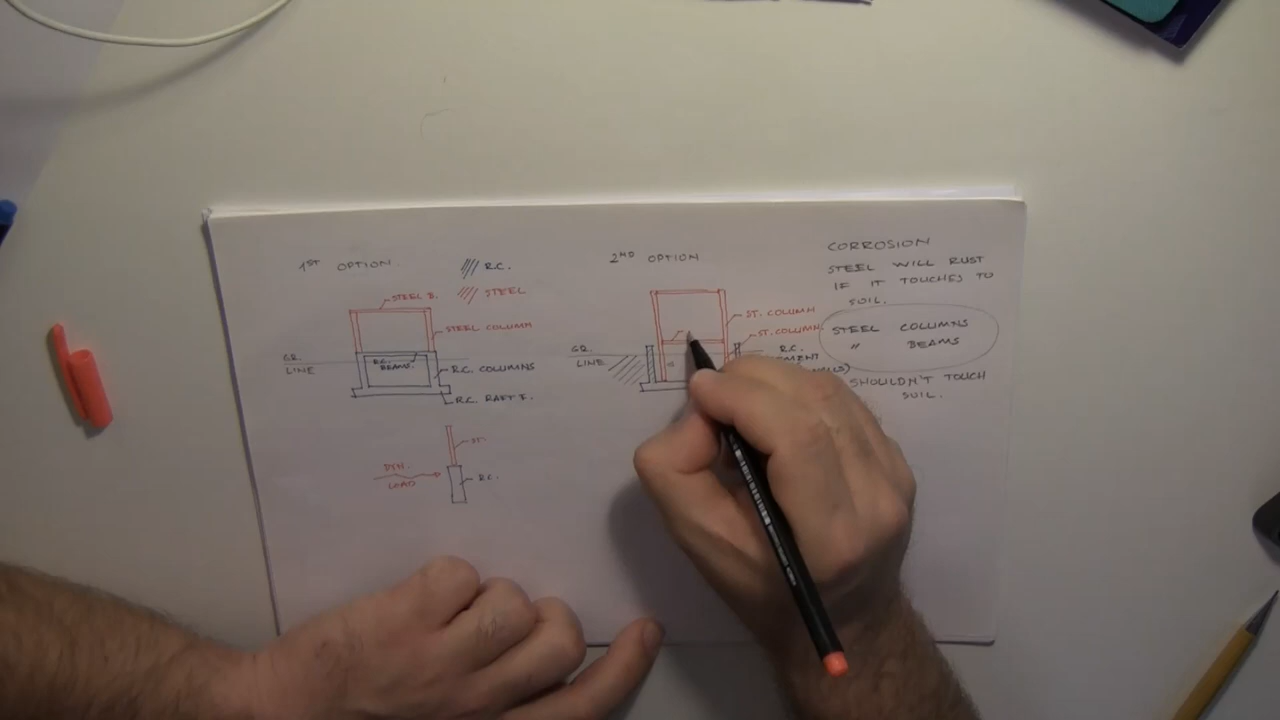 1ST OPTION
R.C.
STEEL
STEEL B.
STEEL COLUMN
GR.
LINE
R.C.
BEAMS.
R.C. COLUMNS
R.C. RAFT F.
ST.
DYN.
LOAD
R.C.
2ND OPTION
ST. COLUMN
ST. COLUMN
GR.
LINE
R.C.
CORROSION
STEEL WILL RUST
IF IT TOUCHES TO
SOIL.
STEEL COLUMNS
" BEAMS
SHOULDN'T TOUCH
SOIL.